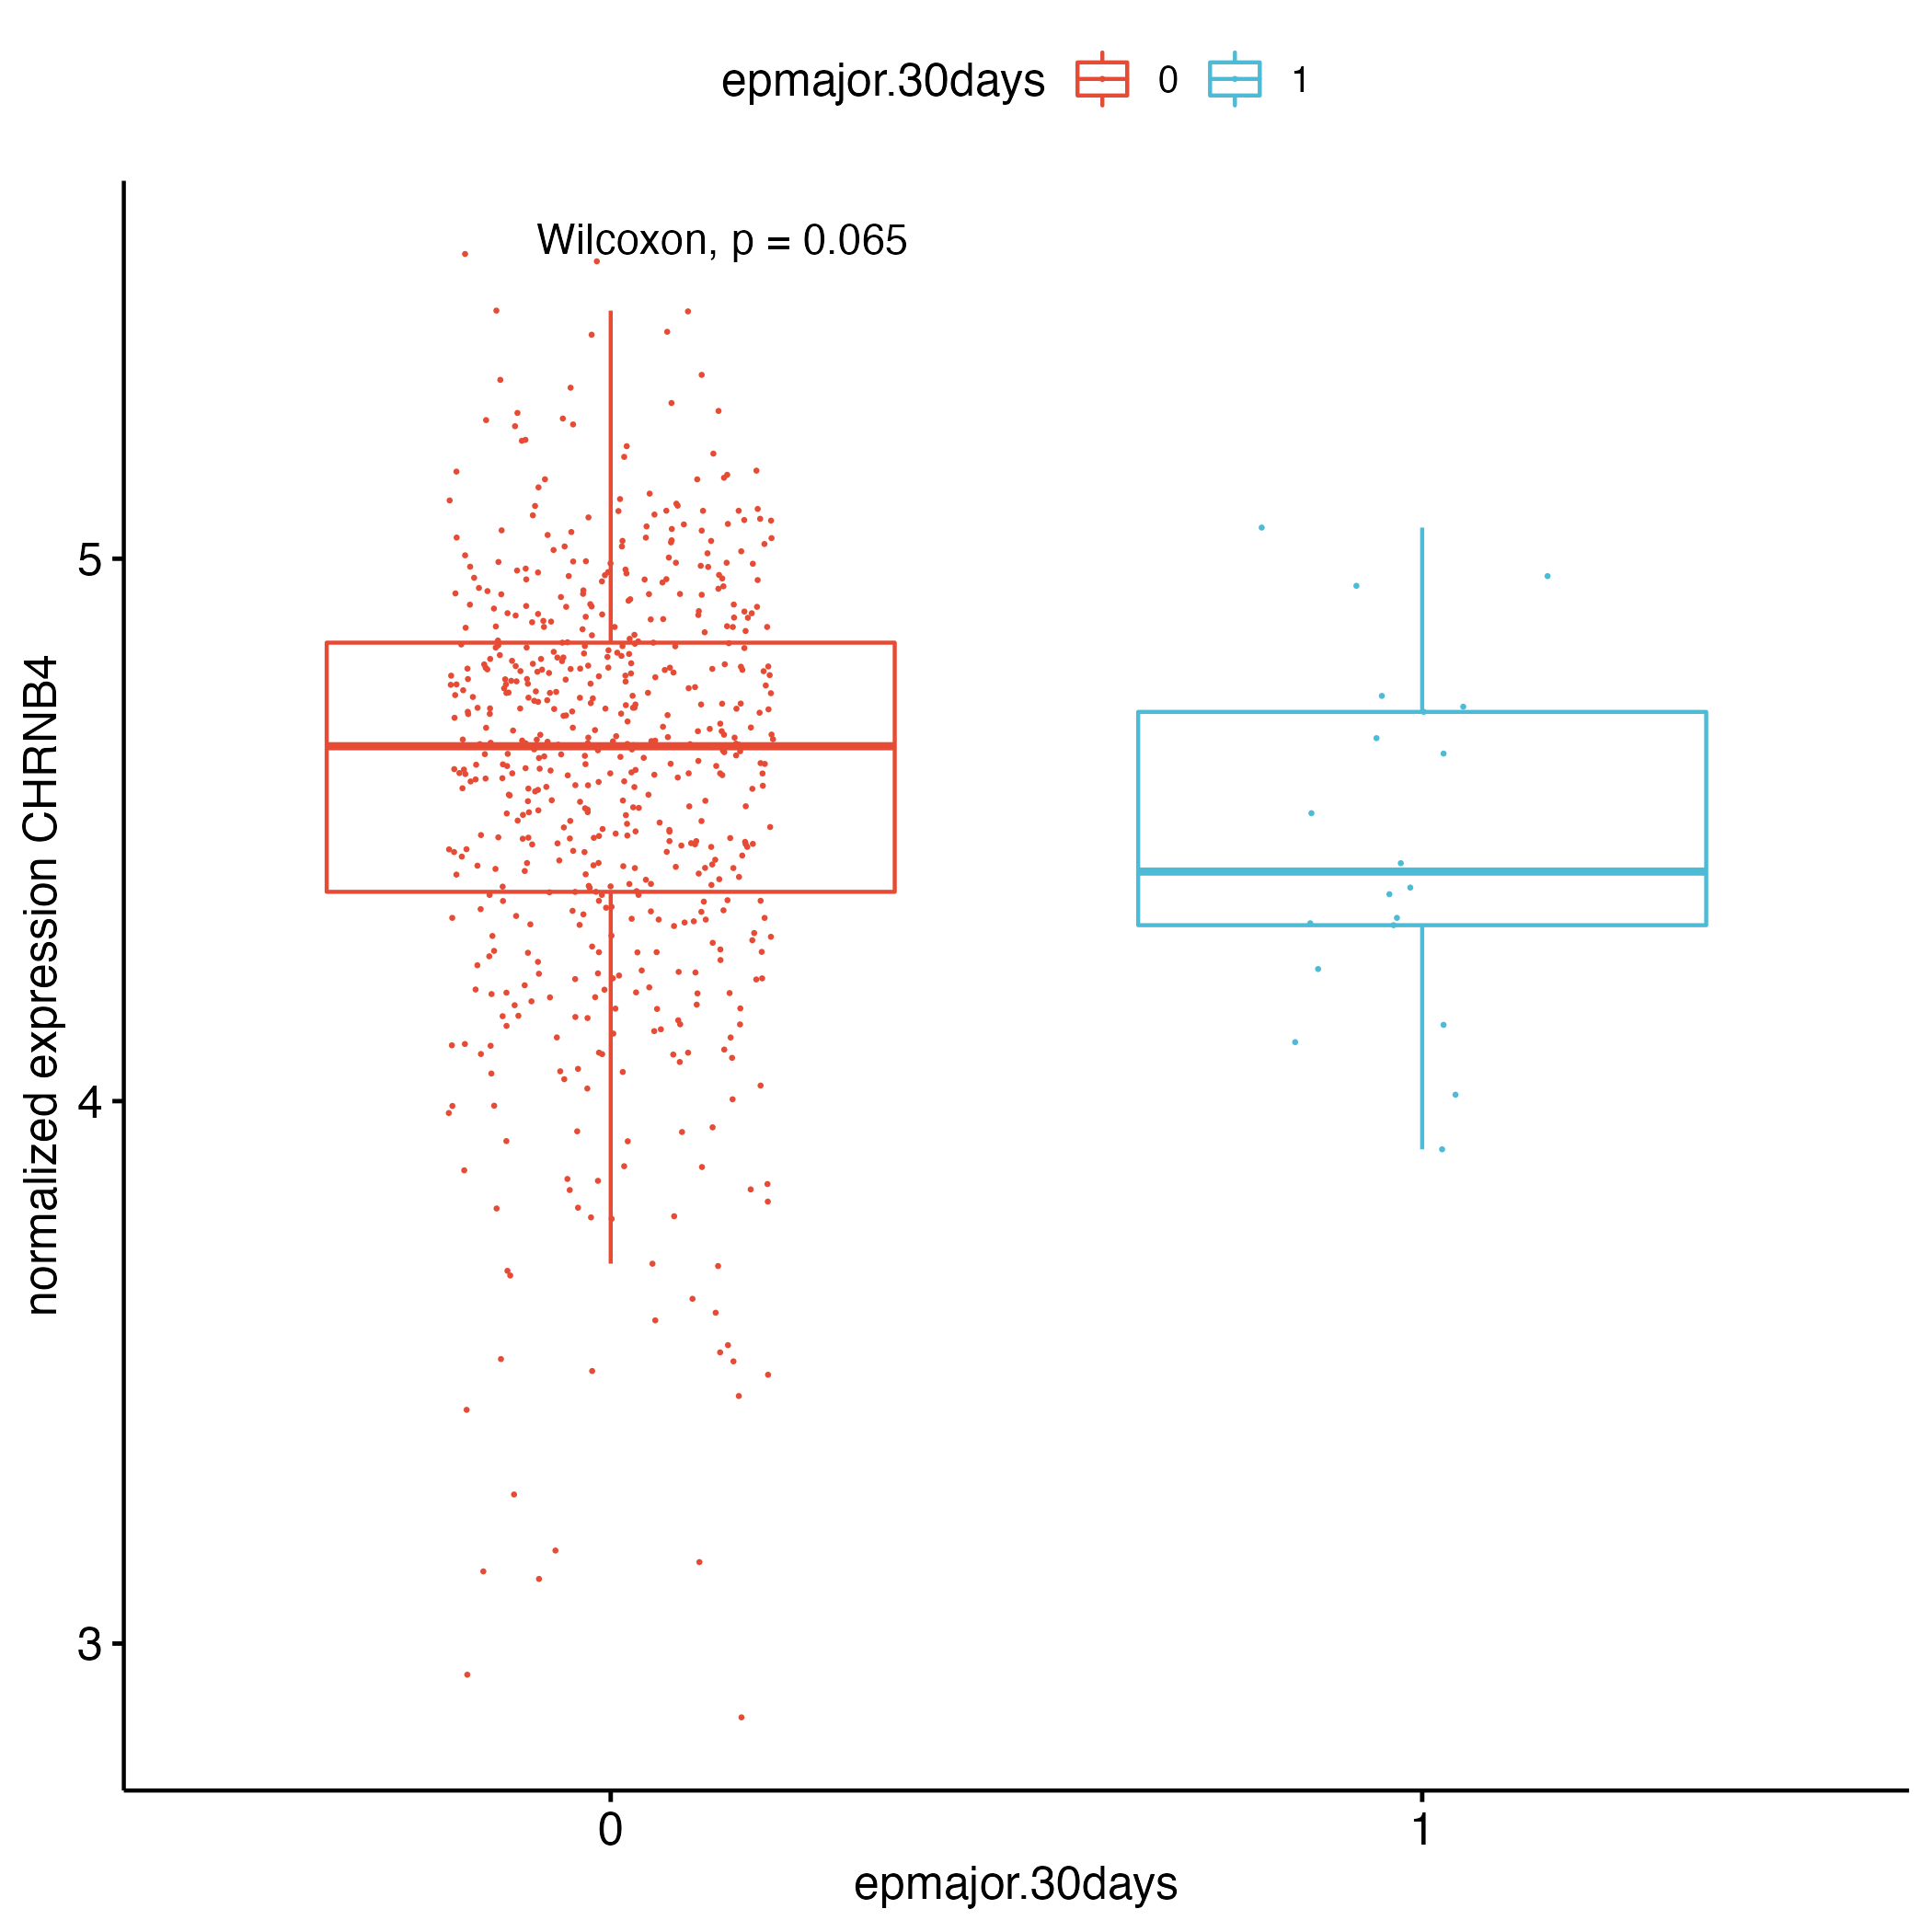 epmajor.30days 0 1
Wilcoxon, p = 0.065
normalized expression CHRNB4
5
4
3
0 1
epmajor.30days